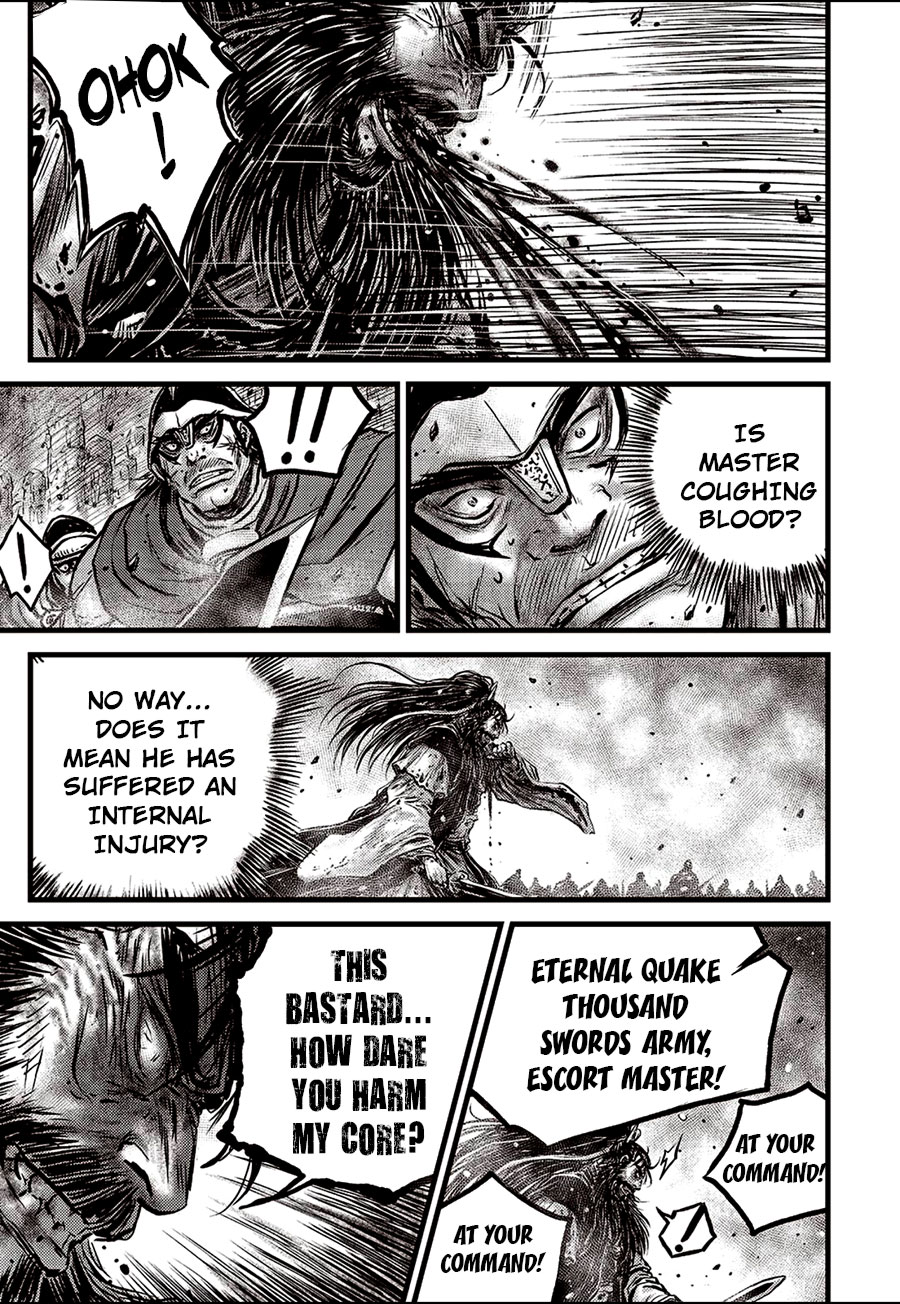 OHOK
!
!!
!
IS
MASTER
COUGHING
BLOOD?
NO WAY...
DOES IT
MEAN HE HAS
SUFFERED AN
INTERNAL
INJURY?
THIS
BASTARD...
HOW DARE
YOU HARM
MY CORE?
ETERNAL QUAKE
THOUSAND
SWORDS ARMY,
ESCORT MASTER!
AT YOUR
COMMAND!
!
AT YOUR
COMMAND!